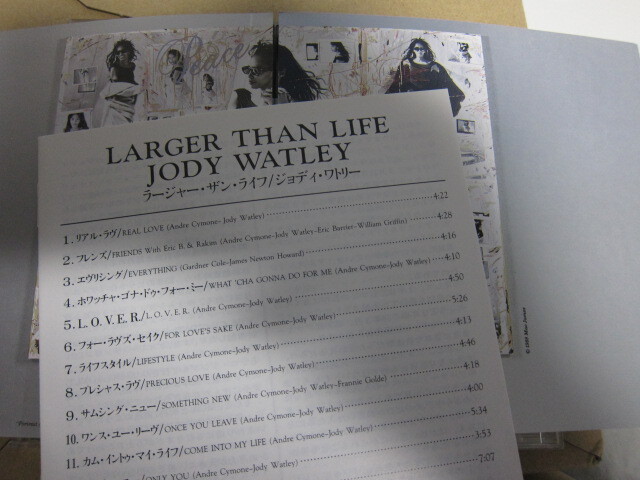 Peace
LARGER THAN LIFE
JODY WATLEY
ラージャー・ザン・ライフ/ジョディ・ワトリー
1. リアル・ラヴ/REAL LOVE (Andre Cymone–Jody Watley) 4:22
2. フレンズ/FRIENDS With Eric B. & Rakim (Andre Cymone–Jody Watley–Eric Barrier–William Griffin) 4:28
3. エヴリシング/EVERYTHING (Gardner Cole–James Newton Howard) 4:16
4. ホワッチャ・ゴナ・ドゥ・フォー・ミー/WHAT 'CHA GONNA DO FOR ME (Andre Cymone–Jody Watley) 4:10
5. L. O. V. E. R./L. O. V. E. R. (Andre Cymone–Jody Watley) 4:50
6. フォー・ラヴズ・セイク/FOR LOVE'S SAKE (Andre Cymone–Jody Watley) 5:26
7. ライフスタイル/LIFESTYLE (Andre Cymone–Jody Watley) 4:13
8. プレシャス・ラヴ/PRECIOUS LOVE (Andre Cymone–Jody Watley) 4:46
9. サムシング・ニュー/SOMETHING NEW (Andre Cymone–Jody Watley–Frannie Golde) 4:18
10. ワンス・ユー・リーヴ/ONCE YOU LEAVE (Andre Cymone–Jody Watley) 4:00
11. カム・イントゥ・マイ・ライフ/COME INTO MY LIFE (Andre Cymone–Jody Watley) 5:34
ONLY YOU (Andre Cymone–Jody Watley) 3:53
7:07